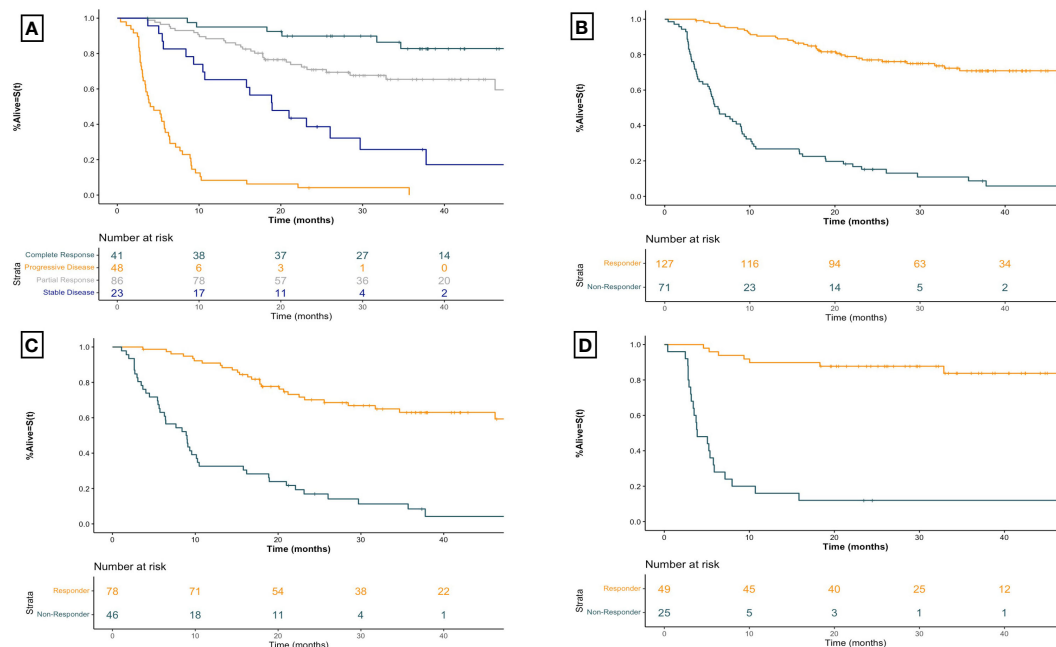 A
1.0
0.8
0.6
0.4
0.2
0.0
%Alive=S(t)
0 10 20 30 40
Time (months)
Number at risk
Strata
Complete Response 41 38 37 27 14
Progressive Disease 48 6 3 1 0
Partial Response 86 78 57 36 20
Stable Disease 23 17 11 4 2
0 10 20 30 40
Time (months)
B
1.0
0.8
0.6
0.4
0.2
0.0
%Alive=S(t)
0 10 20 30 40
Time (months)
Number at risk
Strata
Responder 127 116 94 63 34
Non-Responder 71 23 14 5 2
0 10 20 30 40
Time (months)
C
1.0
0.8
0.6
0.4
0.2
0.0
%Alive=S(t)
0 10 20 30 40
Time (months)
Number at risk
Strata
Responder 78 71 54 38 22
Non-Responder 46 18 11 4 1
0 10 20 30 40
Time (months)
D
1.0
0.8
0.6
0.4
0.2
0.0
%Alive=S(t)
0 10 20 30 40
Time (months)
Number at risk
Strata
Responder 49 45 40 25 12
Non-Responder 25 5 3 1 1
0 10 20 30 40
Time (months)